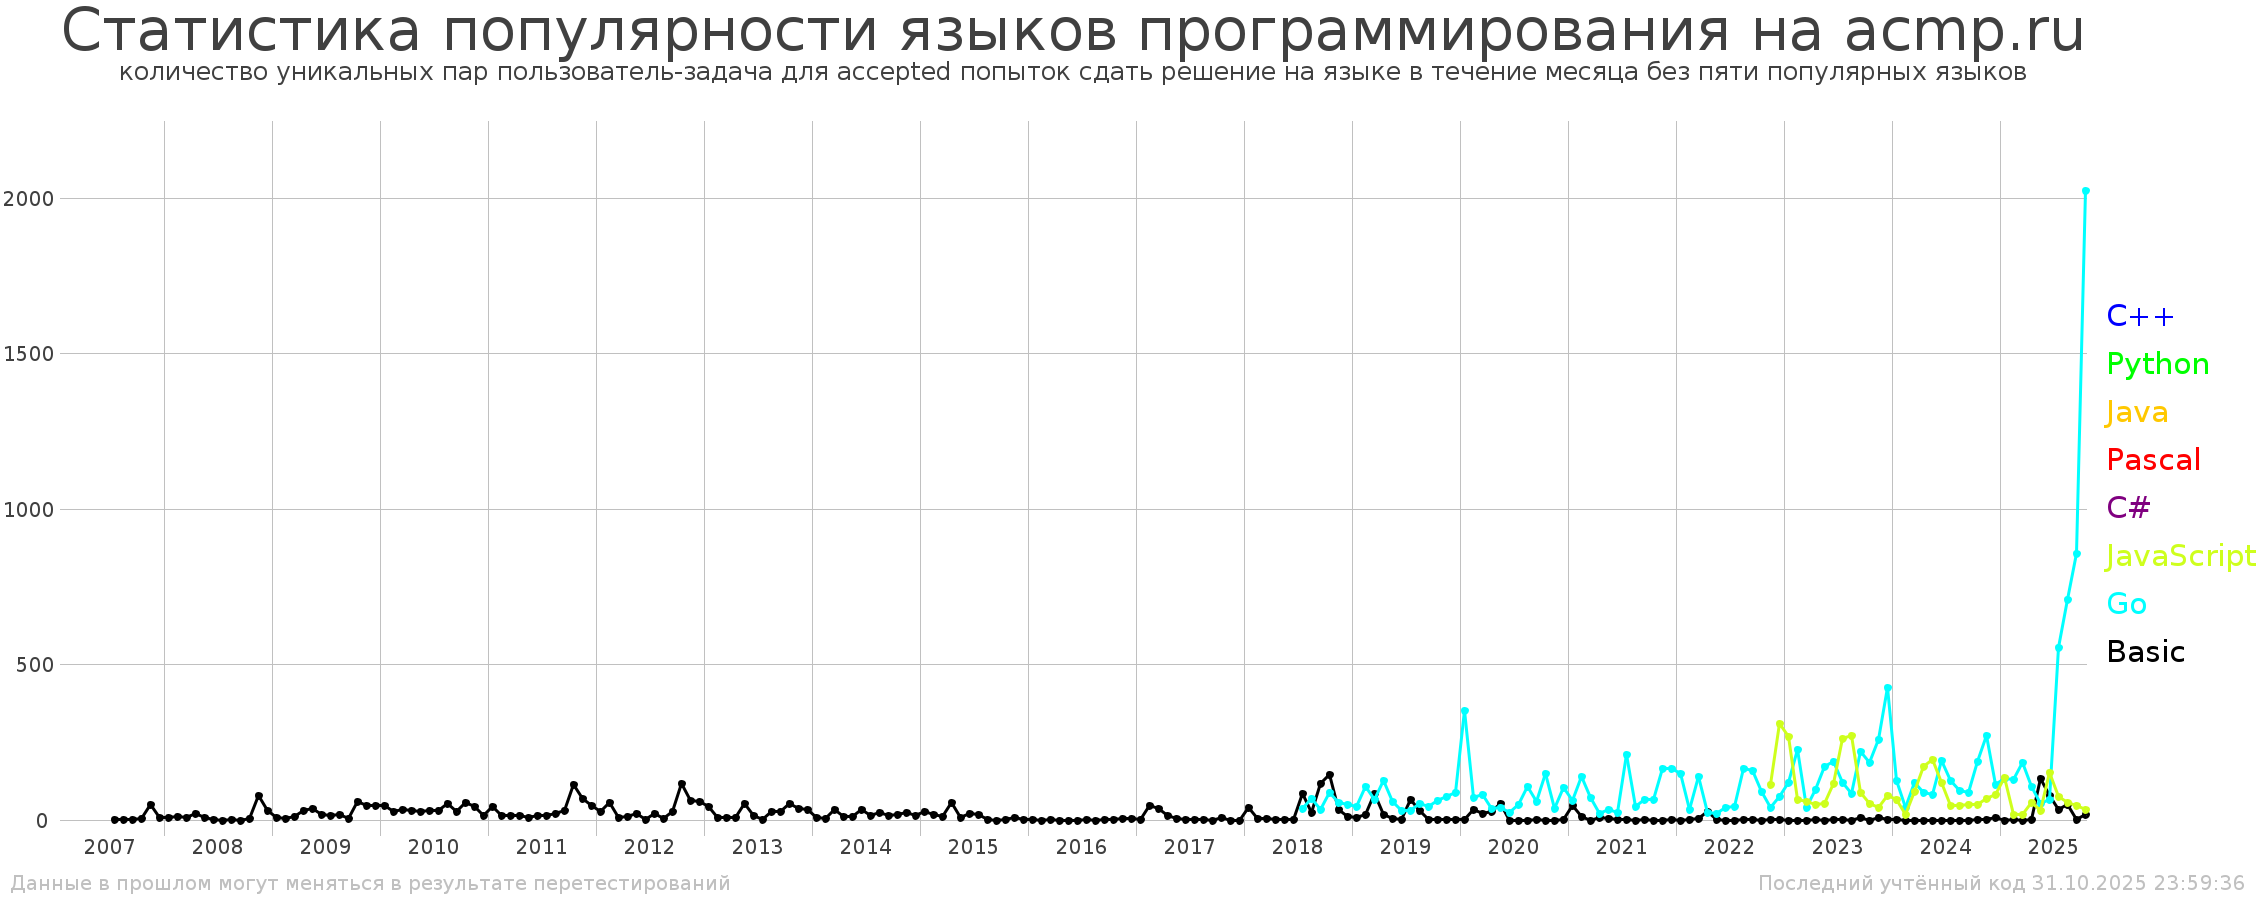 Статистика популярности языков программирования на acmp.ru
количество уникальных пар пользователь-задача для accepted попыток сдать решение на языке в течение месяца без пяти популярных языков
2000
1500
1000
500
0
C++
Python
Java
Pascal
C#
JavaScript
Go
Basic
2007 2008 2009 2010 2011 2012 2013 2014 2015 2016 2017 2018 2019 2020 2021 2022 2023 2024 2025
Данные в прошлом могут меняться в результате перетестирований
Последний учтённый код 31.10.2025 23:59:36